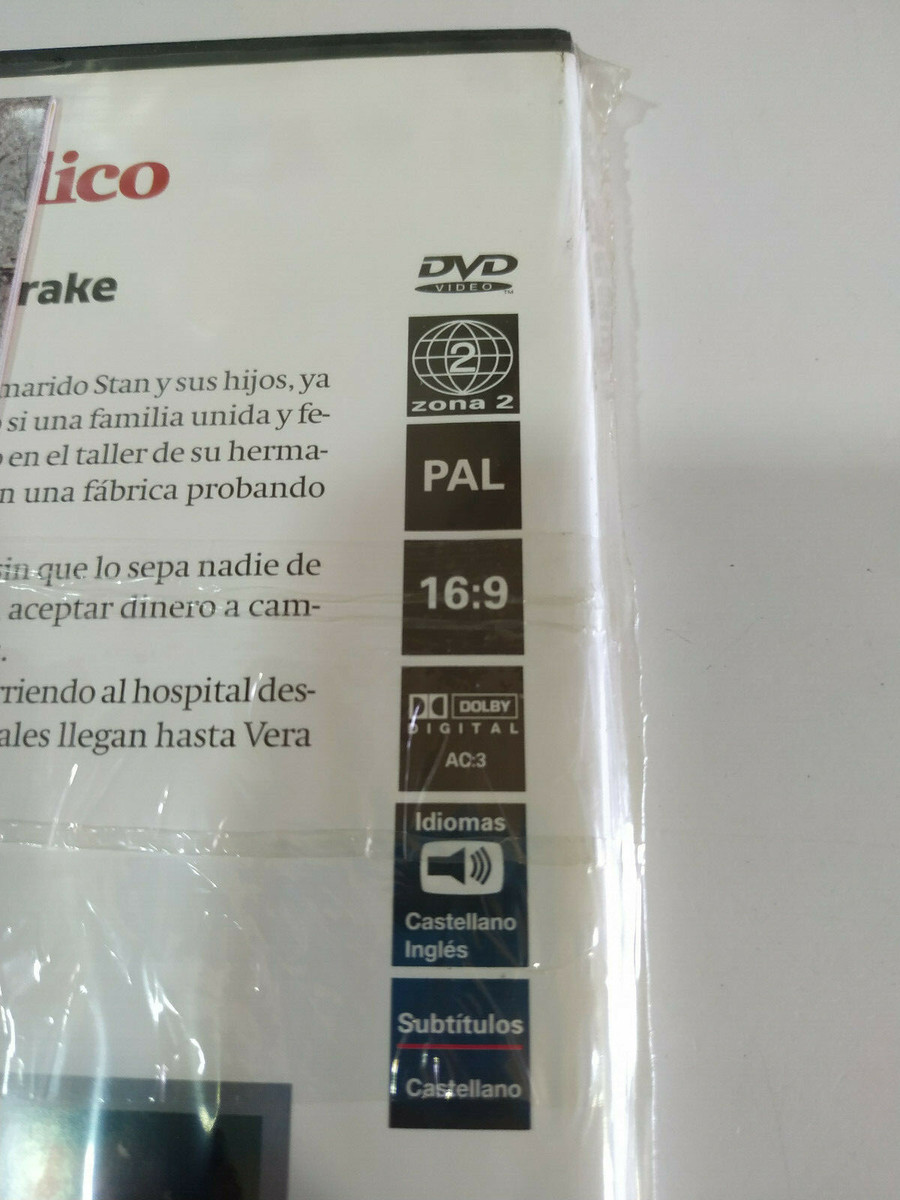 lico
rake
marido Stan y sus hijos, ya
si una familia unida y fe-
en el taller de su herma-
n una fábrica probando
sin que lo sepa nadie de
aceptar dinero a cam-
.
rriendo al hospital des-
ales llegan hasta Vera
DVD
VIDEO
TM
2
zona 2
PAL
16:9
DOLBY
DIGITAL
AC:3
Idiomas
Castellano
Inglés
Subtítulos
Castellano